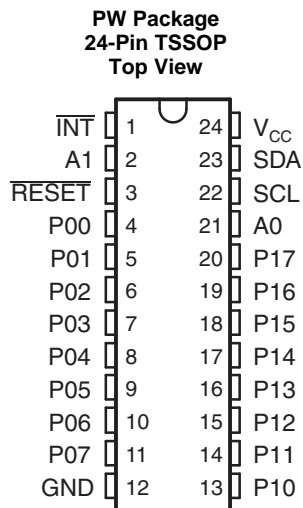 PW Package
24-Pin TSSOP
Top View
INT 1 24 VCC
A1 2 23 SDA
RESET 3 22 SCL
P00 4 21 A0
P01 5 20 P17
P02 6 19 P16
P03 7 18 P15
P04 8 17 P14
P05 9 16 P13
P06 10 15 P12
P07 11 14 P11
GND 12 13 P10